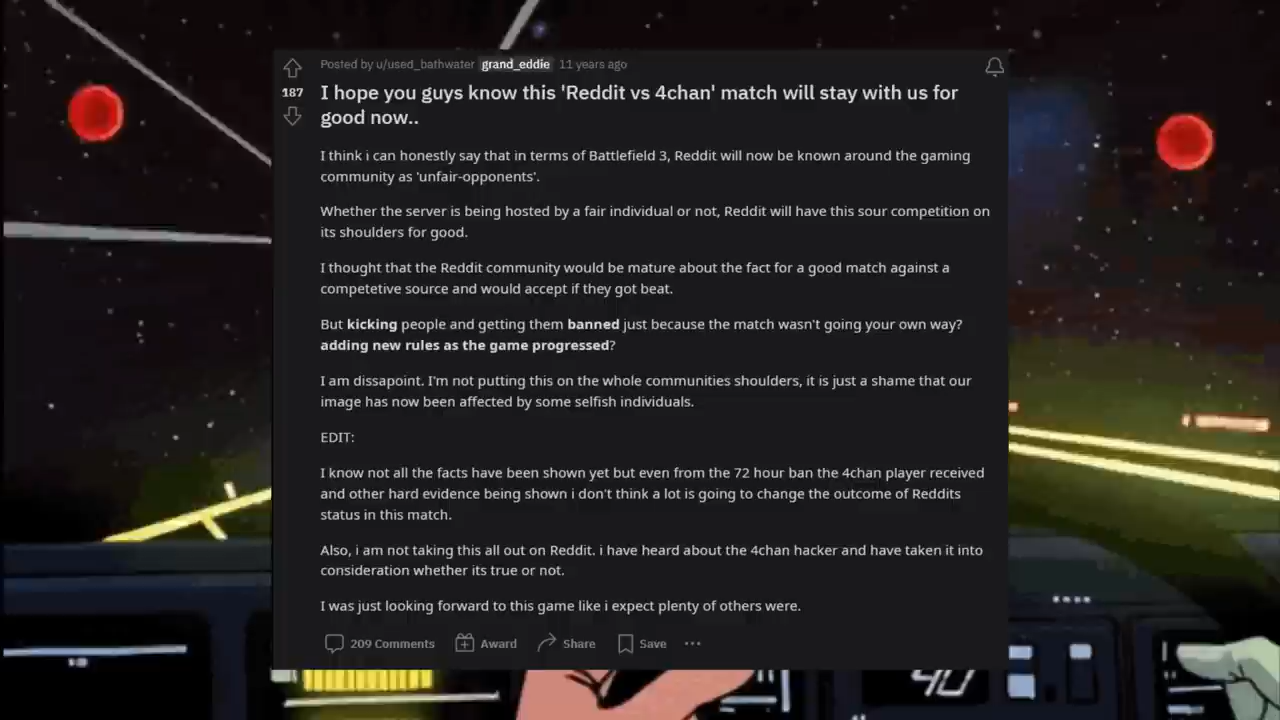 Posted by u/used_bathwater grand_eddie 11 years ago
187
I hope you guys know this 'Reddit vs 4chan' match will stay with us for
good now..
I think i can honestly say that in terms of Battlefield 3, Reddit will now be known around the gaming
community as 'unfair-opponents'.
Whether the server is being hosted by a fair individual or not, Reddit will have this sour competition on
its shoulders for good.
I thought that the Reddit community would be mature about the fact for a good match against a
competetive source and would accept if they got beat.
But kicking people and getting them banned just because the match wasn't going your own way?
adding new rules as the game progressed?
I am dissapoint. I'm not putting this on the whole communities shoulders, it is just a shame that our
image has now been affected by some selfish individuals.
EDIT:
I know not all the facts have been shown yet but even from the 72 hour ban the 4chan player received
and other hard evidence being shown i don't think a lot is going to change the outcome of Reddits
status in this match.
Also, i am not taking this all out on Reddit. i have heard about the 4chan hacker and have taken it into
consideration whether its true or not.
I was just looking forward to this game like i expect plenty of others were.
209 Comments Award Share Save